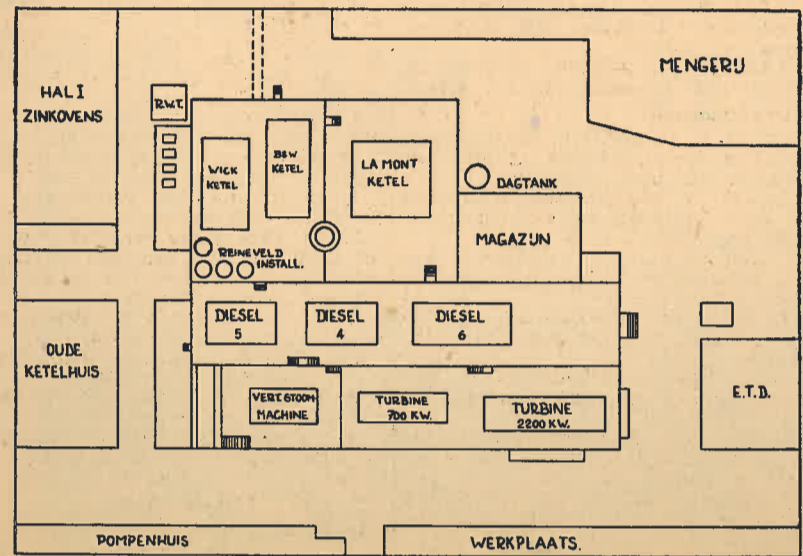 HAL I
ZINKOVENS
R.W.T.
MENGERIJ
WICK
KETEL
B&W
KETEL
LA MONT
KETEL
DAGTANK
MAGAZIJN
REINEVELD
INSTALL.
DIESEL
5
DIESEL
4
DIESEL
6
OUDE
KETELHUIS
VERT. STOOM-
MACHINE
TURBINE
700 KW.
TURBINE
2200 KW.
E.T.D.
POMPENHUIS
WERKPLAATS.